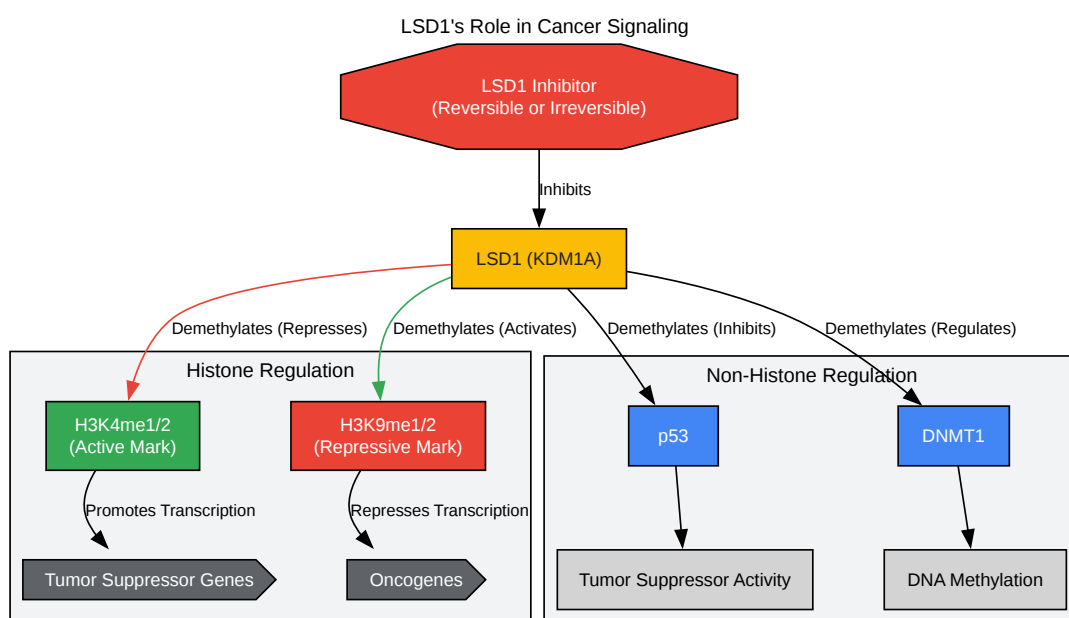 LSD1's Role in Cancer Signaling
LSD1 Inhibitor
(Reversible or Irreversible)
Inhibits
LSD1 (KDM1A)
Demethylates (Represses)
Demethylates (Activates)
Demethylates (Inhibits)
Demethylates (Regulates)
Histone Regulation
Non-Histone Regulation
H3K4me1/2
(Active Mark)
H3K9me1/2
(Repressive Mark)
p53
DNMT1
Promotes Transcription
Represses Transcription
Tumor Suppressor Genes
Oncogenes
Tumor Suppressor Activity
DNA Methylation